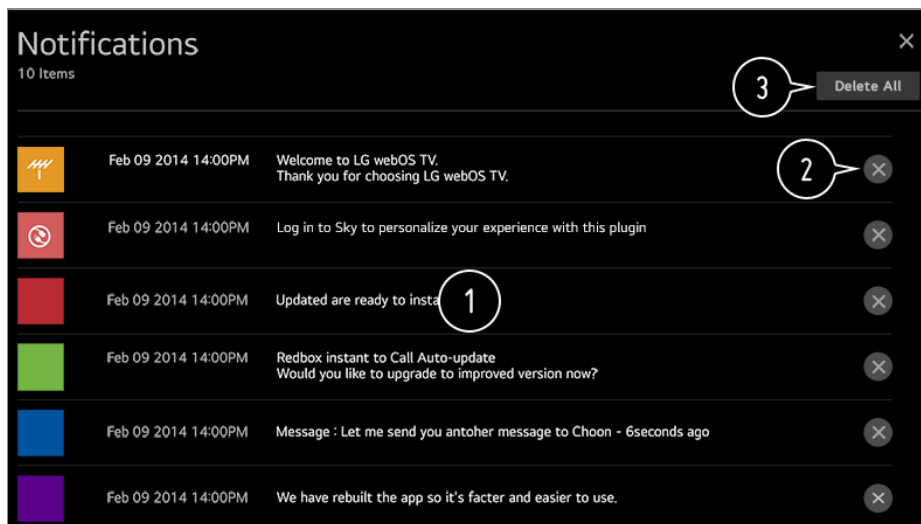 Notifications
10 Items
3
Delete All
Feb 09 2014 14:00PM
Welcome to LG webOS TV.
Thank you for choosing LG webOS TV.
2
Feb 09 2014 14:00PM
Log in to Sky to personalize your experience with this plugin
Feb 09 2014 14:00PM
Updated are ready to insta
1
Feb 09 2014 14:00PM
Redbox instant to Call Auto-update
Would you like to upgrade to improved version now?
Feb 09 2014 14:00PM
Message : Let me send you antoher message to Choon - 6seconds ago
Feb 09 2014 14:00PM
We have rebuilt the app so it's facter and easier to use.